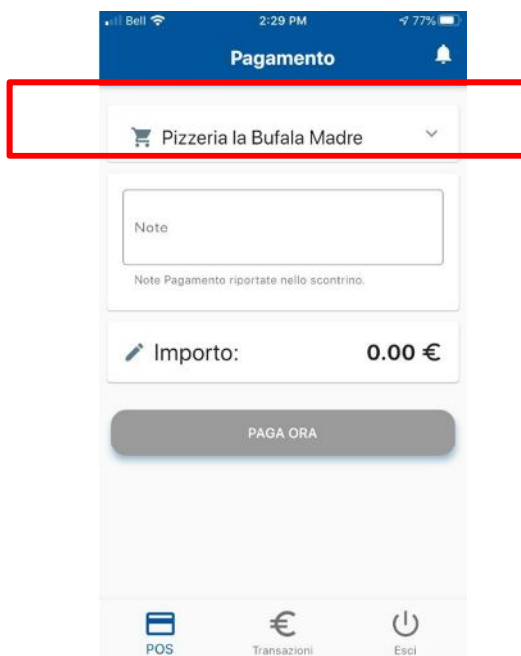 Bell 2:29 PM 77%
Pagamento
Pizzeria la Bufala Madre
Note
Note Pagamento riportate nello scontrino.
Importo: 0.00 €
PAGA ORA
POS Transazioni Esci